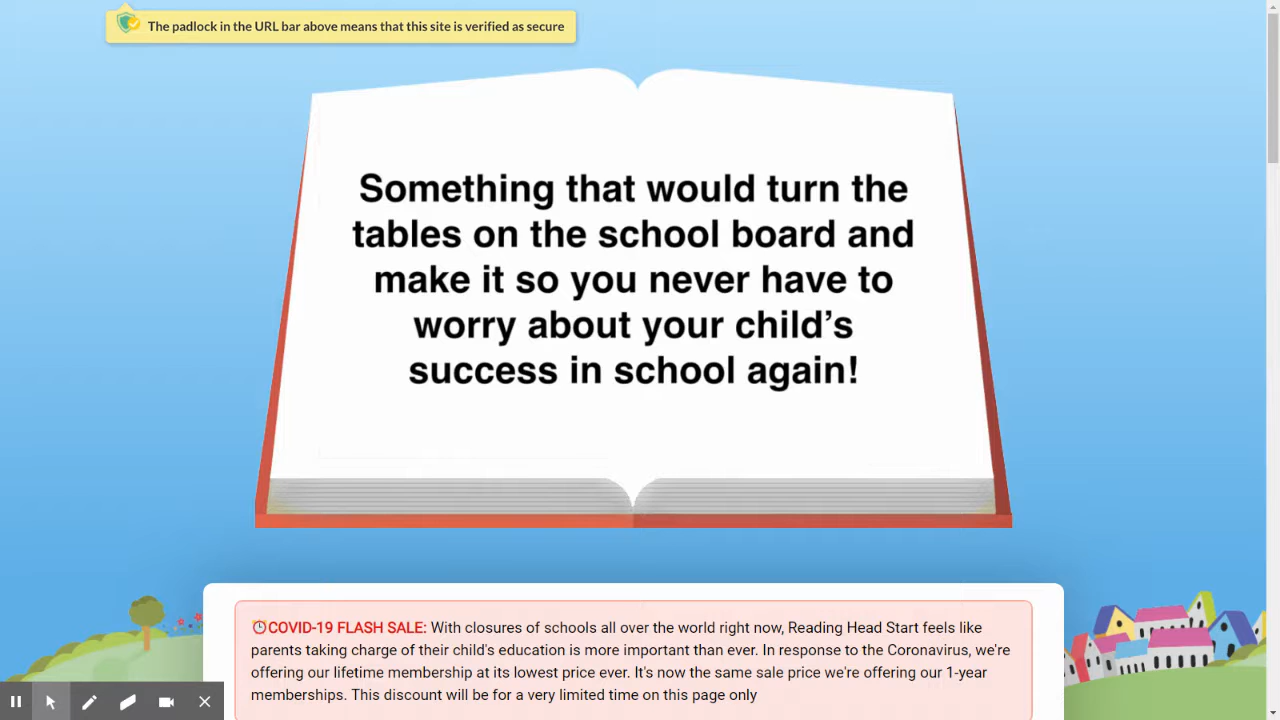 The padlock in the URL bar above means that this site is verified as secure
Something that would turn the
tables on the school board and
make it so you never have to
worry about your child’s
success in school again!
COVID-19 FLASH SALE: With closures of schools all over the world right now, Reading Head Start feels like
parents taking charge of their child's education is more important than ever. In response to the Coronavirus, we're
offering our lifetime membership at its lowest price ever. It's now the same sale price we're offering our 1-year
memberships. This discount will be for a very limited time on this page only